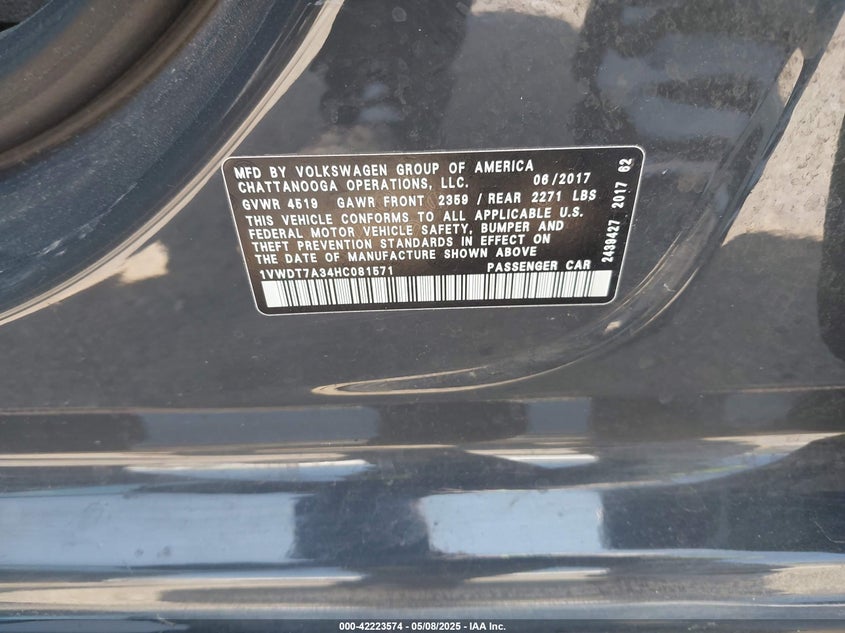 MFD BY VOLKSWAGEN GROUP OF AMERICA
CHATTANOOGA OPERATIONS, LLC. 06/2017
GVWR 4519 GAWR FRONT 2359 / REAR 2271 LBS
THIS VEHICLE CONFORMS TO ALL APPLICABLE U.S.
FEDERAL MOTOR VEHICLE SAFETY, BUMPER AND
THEFT PREVENTION STANDARDS IN EFFECT ON
THE DATE OF MANUFACTURE SHOWN ABOVE
1VWDT7A34HC081571 PASSENGER CAR
2439427 2017 62
000-42223574 - 05/08/2025 - IAA Inc.